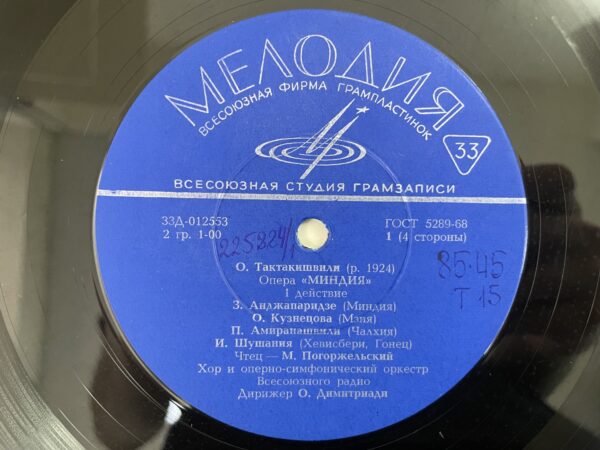 МЕЛОДИЯ
ВСЕСОЮЗНАЯ ФИРМА ГРАМПЛАСТИНОК
33
ВСЕСОЮЗНАЯ СТУДИЯ ГРАМЗАПИСИ
33Д-012553 ГОСТ 5289-68
2 гр. 1-00 1 (4 стороны)
225824/1
85-45
Т 15
О. Тактакишвили (р. 1924)
Опера «МИНДИЯ»
I действие
З. Анджапаридзе (Миндия)
О. Кузнецова (Мзия)
П. Амиранашвили (Чалхия)
И. Шушания (Хевисбери, Гонец)
Чтец — М. Погоржельский
Хор и оперно-симфонический оркестр
Всесоюзного радио
Дирижер О. Димитриади